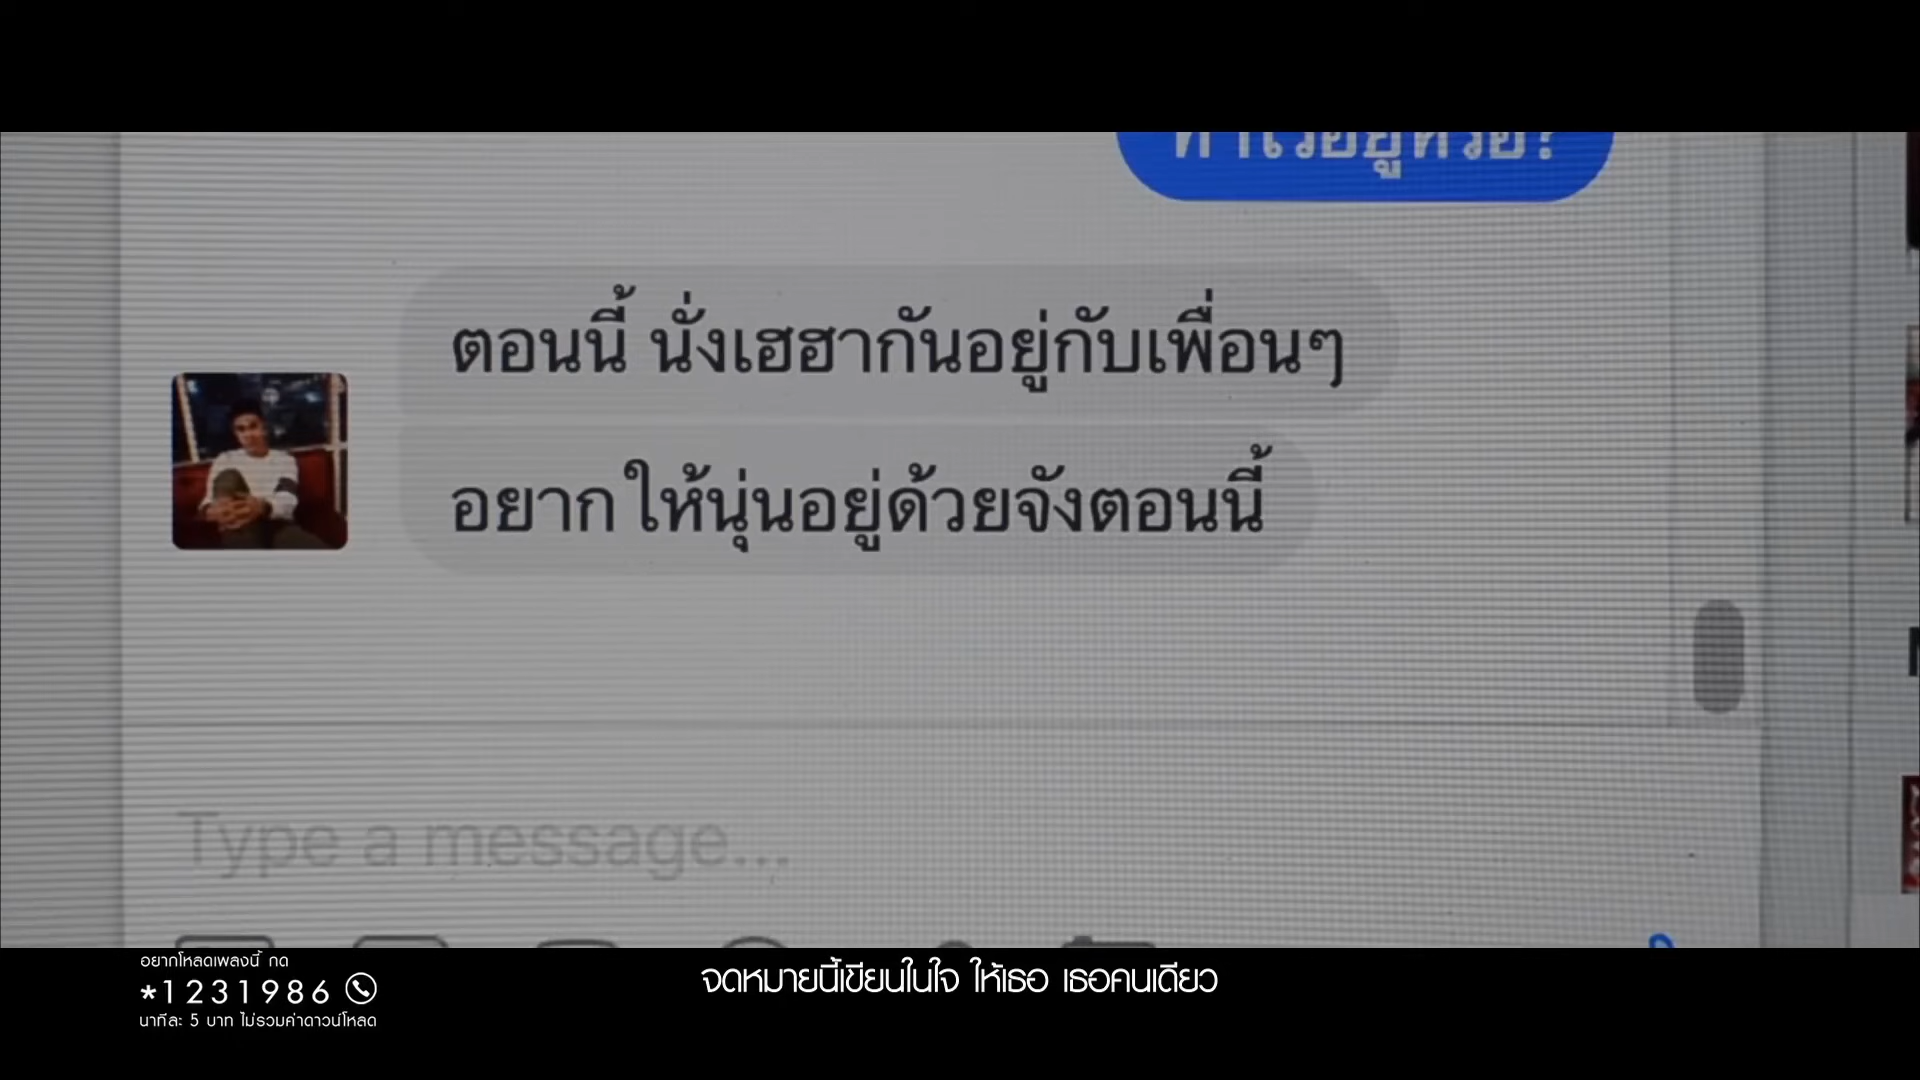 ตอนนี้ นั่งเฮฮากันอยู่กับเพื่อนๆ
อยากให้นุ่นอยู่ด้วยจังตอนนี้
Type a message...
อยากโหลดเพลงนี้ กด
*1231986
นาทีละ 5 บาท ไม่รวมค่าดาวน์โหลด
จดหมายนี้เขียนในใจ ให้เธอ เธอคนเดียว